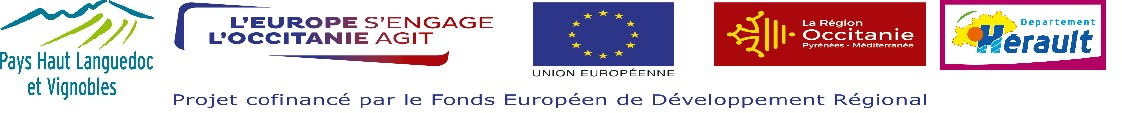 Pays Haut Languedoc
et Vignobles
L'EUROPE S'ENGAGE
L'OCCITANIE AGIT
UNION EUROPÉENNE
La Région
Occitanie
Pyrénées - Méditerranée
Département
Hérault
Projet cofinancé par le Fonds Européen de Développement Régional